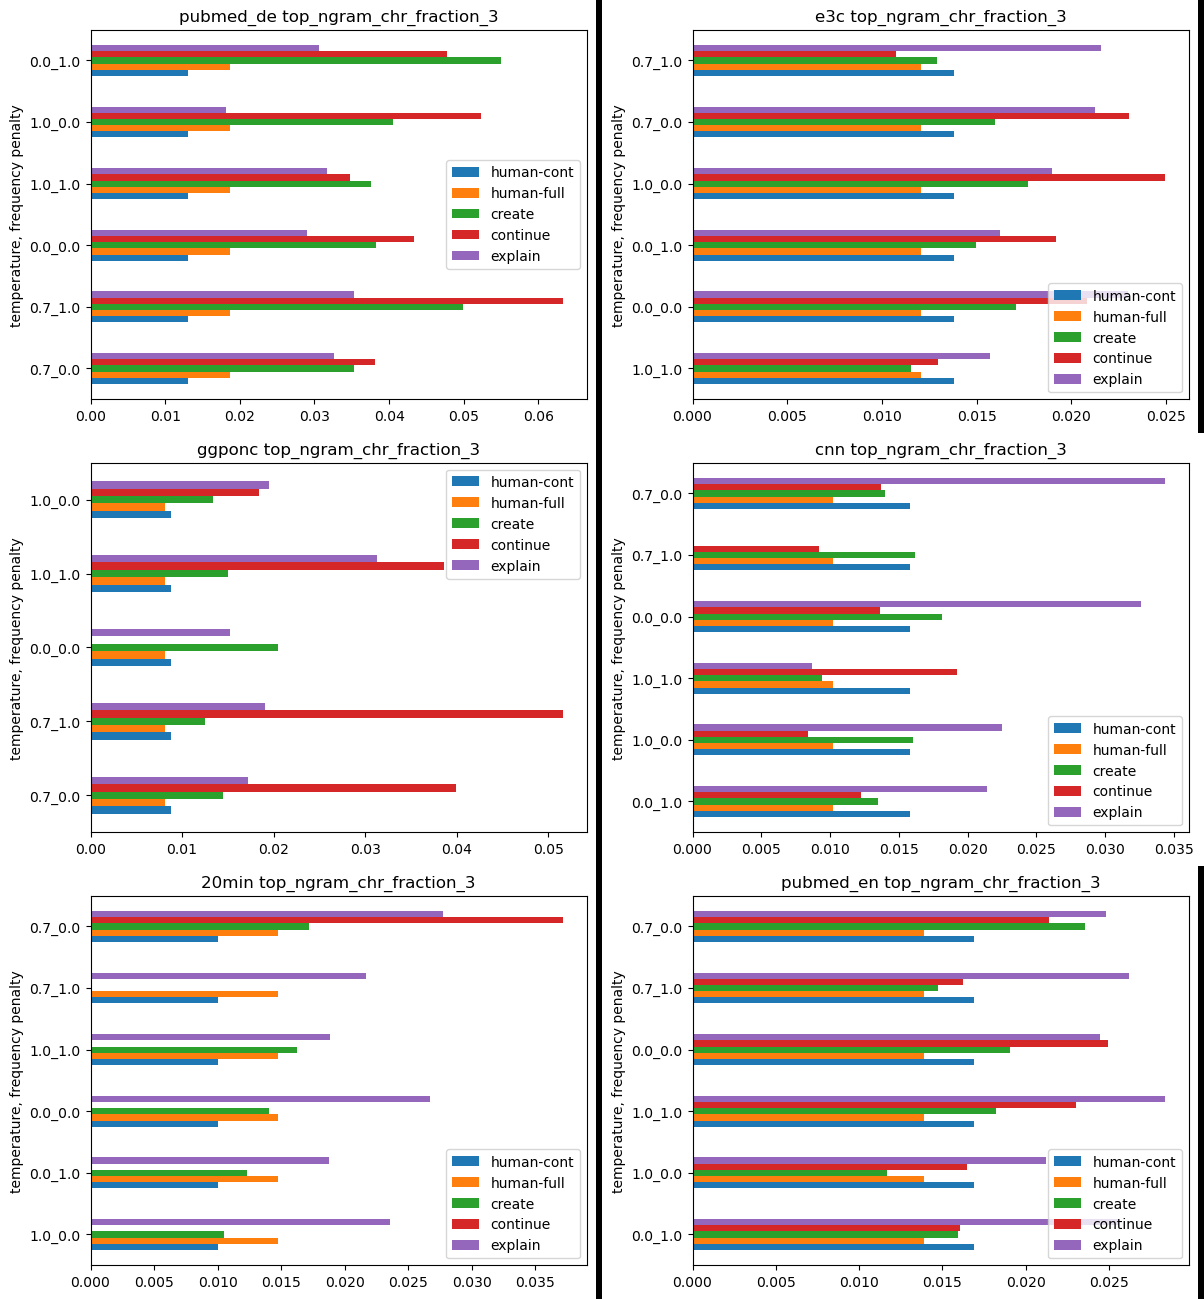 pubmed_de top_ngram_chr_fraction_3
temperature, frequency penalty
0.0_1.0
1.0_0.0
1.0_1.0
0.0_0.0
0.7_1.0
0.7_0.0
human-cont
human-full
create
continue
explain
0.00 0.01 0.02 0.03 0.04 0.05 0.06
e3c top_ngram_chr_fraction_3
temperature, frequency penalty
0.7_1.0
0.7_0.0
1.0_0.0
0.0_1.0
0.0_0.0
1.0_1.0
human-cont
human-full
create
continue
explain
0.000 0.005 0.010 0.015 0.020 0.025
ggponc top_ngram_chr_fraction_3
temperature, frequency penalty
1.0_0.0
1.0_1.0
0.0_0.0
0.7_1.0
0.7_0.0
human-cont
human-full
create
continue
explain
0.00 0.01 0.02 0.03 0.04 0.05
cnn top_ngram_chr_fraction_3
temperature, frequency penalty
0.7_0.0
0.7_1.0
0.0_0.0
1.0_1.0
1.0_0.0
0.0_1.0
human-cont
human-full
create
continue
explain
0.000 0.005 0.010 0.015 0.020 0.025 0.030 0.035
20min top_ngram_chr_fraction_3
temperature, frequency penalty
0.7_0.0
0.7_1.0
1.0_1.0
0.0_0.0
0.0_1.0
1.0_0.0
human-cont
human-full
create
continue
explain
0.000 0.005 0.010 0.015 0.020 0.025 0.030 0.035
pubmed_en top_ngram_chr_fraction_3
temperature, frequency penalty
0.7_0.0
0.7_1.0
0.0_0.0
1.0_1.0
1.0_0.0
0.0_1.0
human-cont
human-full
create
continue
explain
0.000 0.005 0.010 0.015 0.020 0.025